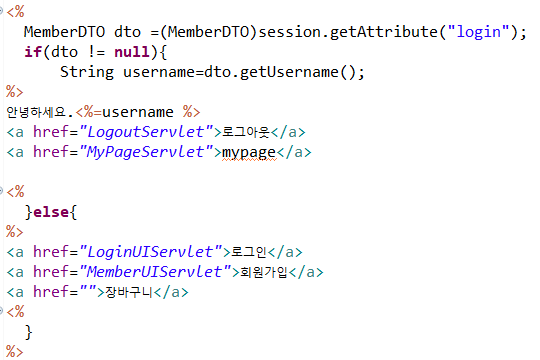 <%
MemberDTO dto =(MemberDTO)session.getAttribute("login");
if(dto != null){
String username=dto.getUsername();
%>
안녕하세요.<%=username %>
<a href="LogoutServlet">로그아웃</a>
<a href="MyPageServlet">mypage</a>
<%
}else{
%>
<a href="LoginUIServlet">로그인</a>
<a href="MemberUIServlet">회원가입</a>
<a href="">장바구니</a>
<%
}
%>